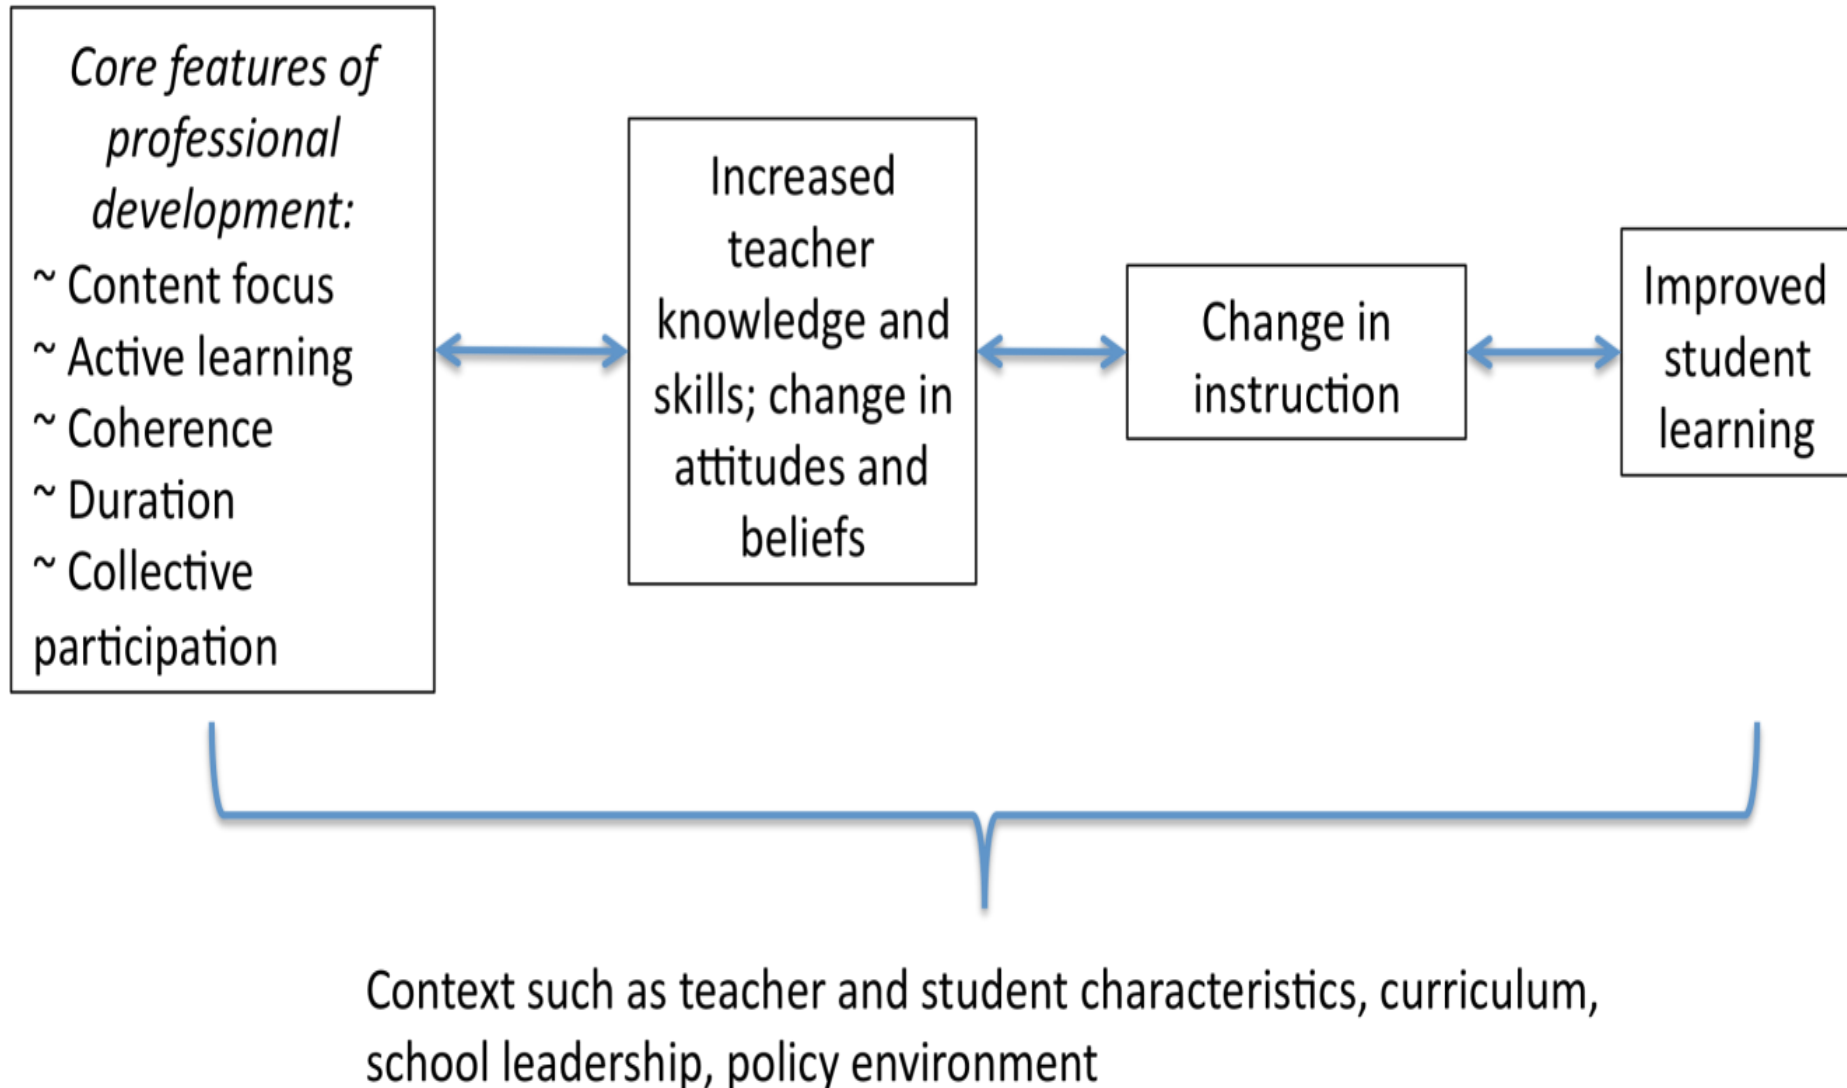 Core features of
professional
development:
~ Content focus
~ Active learning
~ Coherence
~ Duration
~ Collective
participation
Increased
teacher
knowledge and
skills; change in
attitudes and
beliefs
Change in
instruction
Improved
student
learning
Context such as teacher and student characteristics, curriculum,
school leadership, policy environment